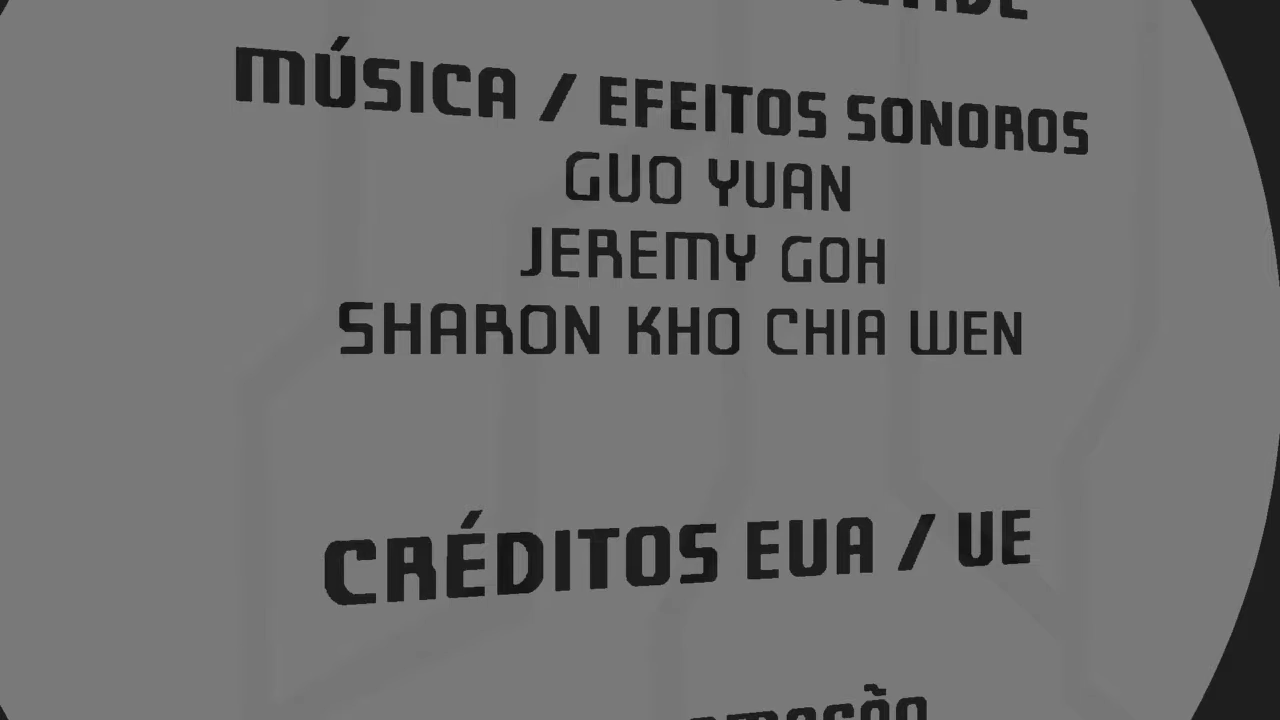 MÚSICA / EFEITOS SONOROS
GUO YUAN
JEREMY GOH
SHARON KHO CHIA WEN
CRÉDITOS EUA / UE